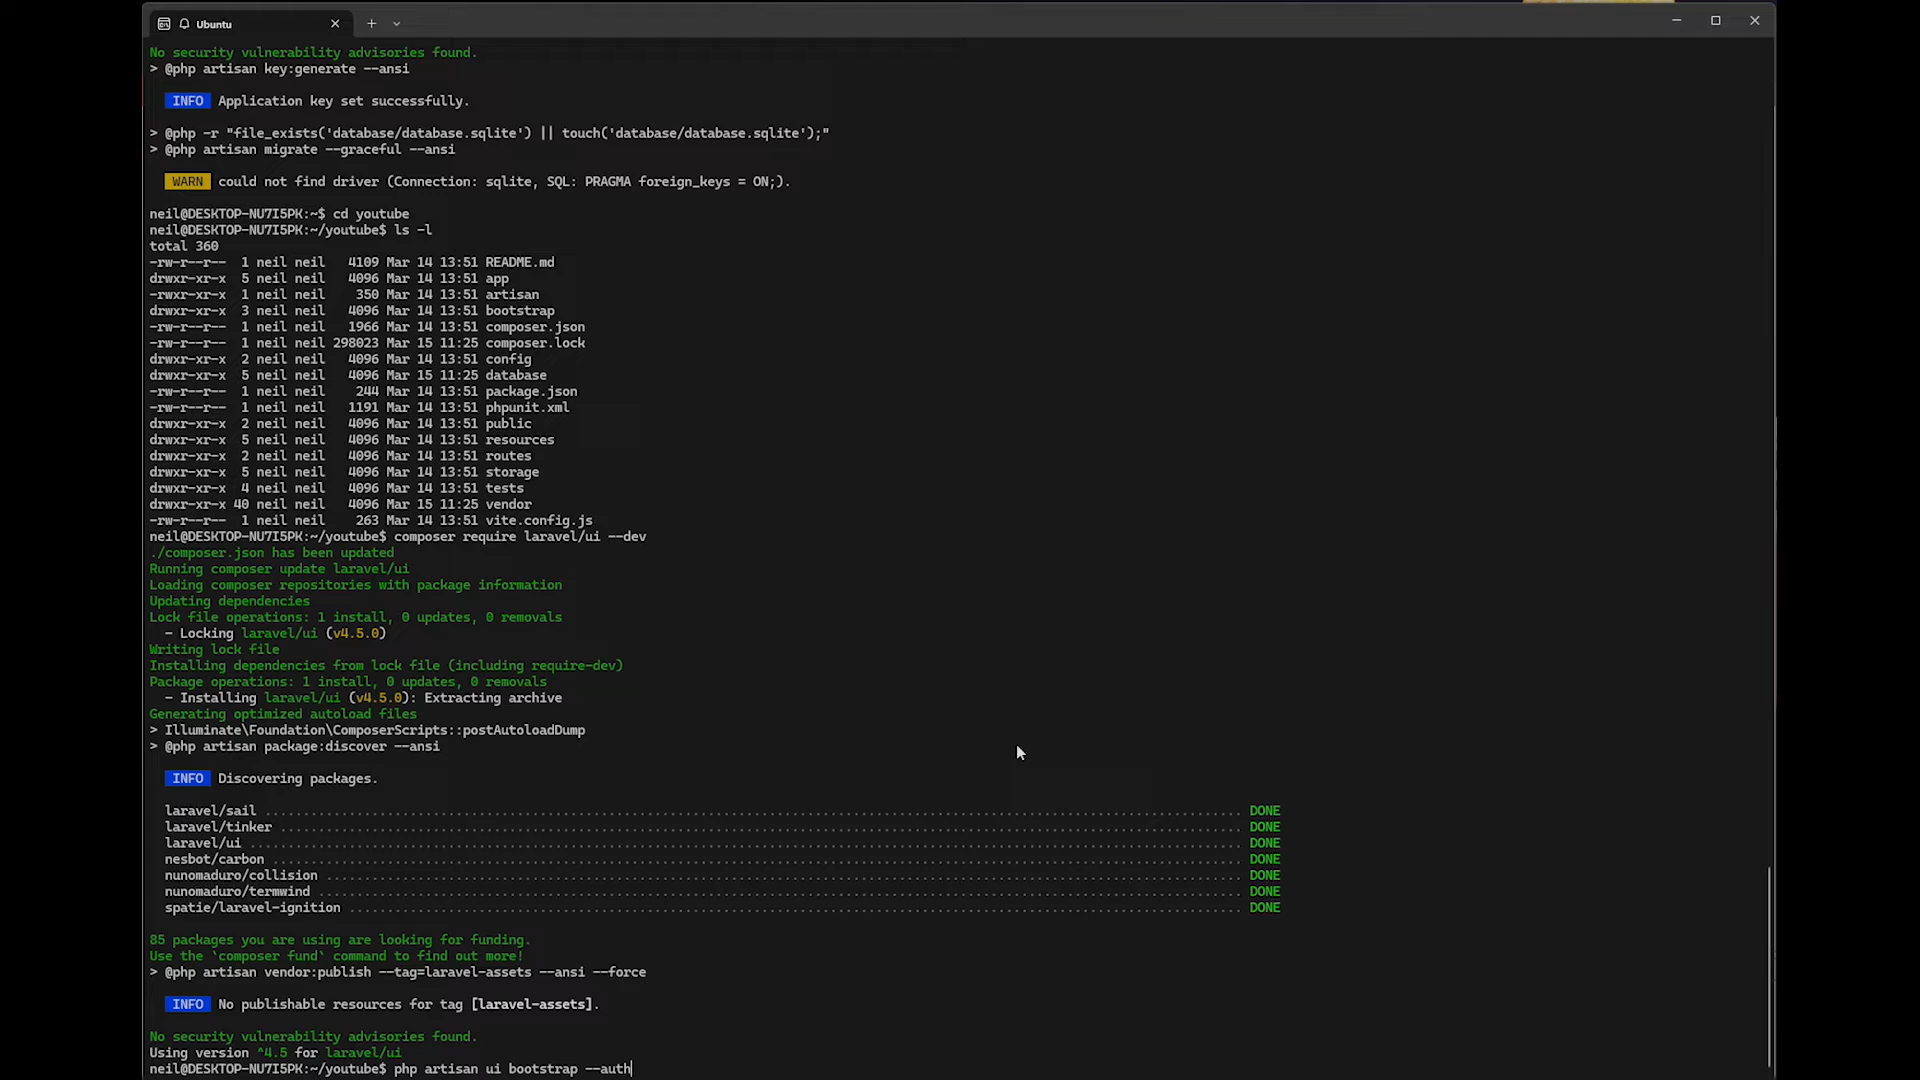 Ubuntu
No security vulnerability advisories found.
> @php artisan key:generate --ansi
INFO Application key set successfully.
> @php -r "file_exists('database/database.sqlite') || touch('database/database.sqlite');"
> @php artisan migrate --graceful --ansi
WARN could not find driver (Connection: sqlite, SQL: PRAGMA foreign_keys = ON;).
neil@DESKTOP-NU7I5PK:~$ cd youtube
neil@DESKTOP-NU7I5PK:~/youtube$ ls -l
total 360
-rw-r--r-- 1 neil neil 4109 Mar 14 13:51 README.md
drwxr-xr-x 5 neil neil 4096 Mar 14 13:51 app
-rwxr-xr-x 1 neil neil 350 Mar 14 13:51 artisan
drwxr-xr-x 3 neil neil 4096 Mar 14 13:51 bootstrap
-rw-r--r-- 1 neil neil 1966 Mar 14 13:51 composer.json
-rw-r--r-- 1 neil neil 298023 Mar 15 11:25 composer.lock
drwxr-xr-x 2 neil neil 4096 Mar 14 13:51 config
drwxr-xr-x 5 neil neil 4096 Mar 15 11:25 database
-rw-r--r-- 1 neil neil 244 Mar 14 13:51 package.json
-rw-r--r-- 1 neil neil 1191 Mar 14 13:51 phpunit.xml
drwxr-xr-x 2 neil neil 4096 Mar 14 13:51 public
drwxr-xr-x 5 neil neil 4096 Mar 14 13:51 resources
drwxr-xr-x 2 neil neil 4096 Mar 14 13:51 routes
drwxr-xr-x 5 neil neil 4096 Mar 14 13:51 storage
drwxr-xr-x 4 neil neil 4096 Mar 14 13:51 tests
drwxr-xr-x 40 neil neil 4096 Mar 15 11:25 vendor
-rw-r--r-- 1 neil neil 263 Mar 14 13:51 vite.config.js
neil@DESKTOP-NU7I5PK:~/youtube$ composer require laravel/ui --dev
./composer.json has been updated
Running composer update laravel/ui
Loading composer repositories with package information
Updating dependencies
Lock file operations: 1 install, 0 updates, 0 removals
- Locking laravel/ui (v4.5.0)
Writing lock file
Installing dependencies from lock file (including require-dev)
Package operations: 1 install, 0 updates, 0 removals
- Installing laravel/ui (v4.5.0): Extracting archive
Generating optimized autoload files
> Illuminate\Foundation\ComposerScripts::postAutoloadDump
> @php artisan package:discover --ansi
INFO Discovering packages.
laravel/sail ........ DONE
laravel/tinker ........ DONE
laravel/ui ........ DONE
nesbot/carbon ........ DONE
nunomaduro/collision ........ DONE
nunomaduro/termwind ........ DONE
spatie/laravel-ignition ........ DONE
85 packages you are using are looking for funding.
Use the `composer fund` command to find out more!
> @php artisan vendor:publish --tag=laravel-assets --ansi --force
INFO No publishable resources for tag [laravel-assets].
No security vulnerability advisories found.
Using version ^4.5 for laravel/ui
neil@DESKTOP-NU7I5PK:~/youtube$ php artisan ui bootstrap --auth